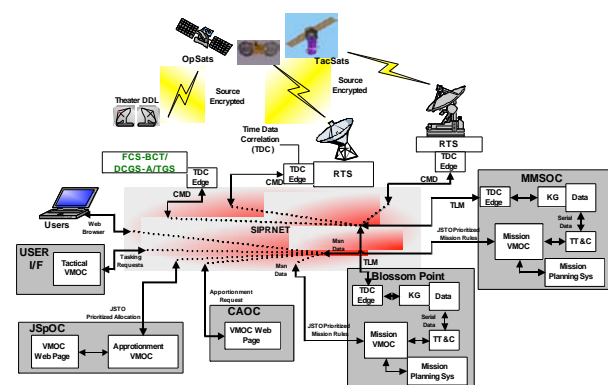 OpSats
TacSats
Source
Encrypted
Source
Encrypted
Theater DDL
Time Data
Correlation
(TDC)
RTS
FCS-BCT/
DCGS-A/TGS
TDC
Edge
TDC
Edge
RTS
TDC
Edge
CMD
CMD
CMD
MMSOC
TDC
Edge
KG
Data
Serial
Data
TLM
Users
Web
Browser
SIPRNET
JSTO Prioritized
Mission Rules
Mission
VMOC
TT & C
Mission
Planning Sys
USER
I/F
Tactical
VMOC
Tasking
Requests
Man
Data
Man
Data
TLM
Blossom Point
TDC
Edge
KG
Data
Serial
Data
JSTO
Prioritized Allocation
Apportionment
Request
CAOC
VMOC Web
Page
JSTO Prioritized
Mission Rules
Mission
VMOC
TT & C
Mission
Planning Sys
JSpOC
VMOC
Web Page
Approtionment
VMOC